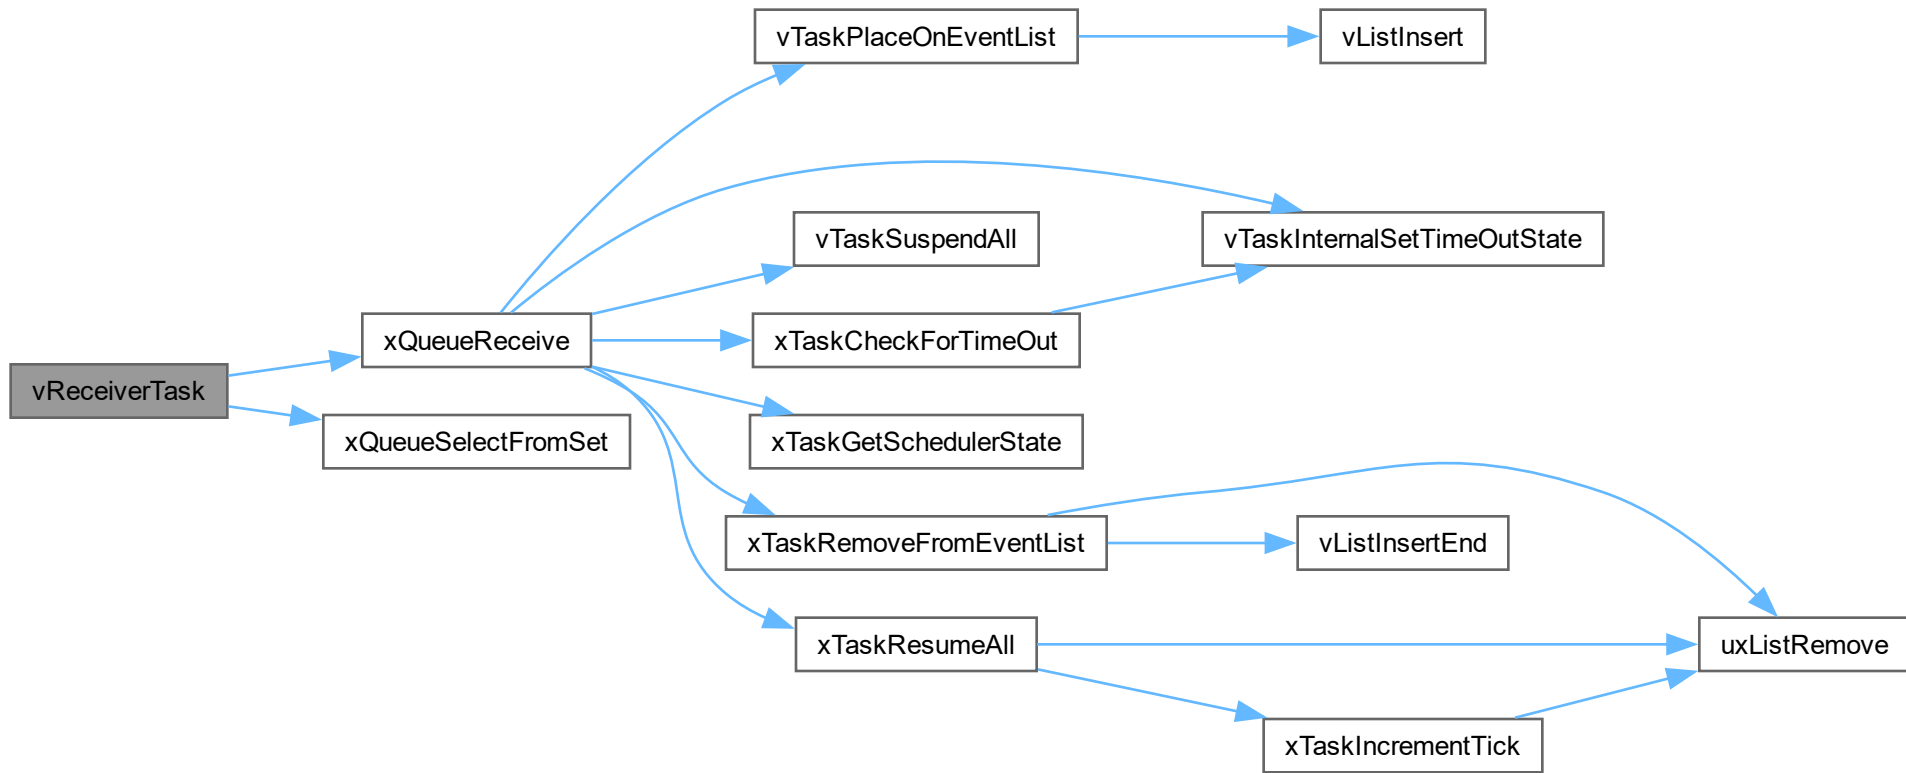 vReceiverTask
xQueueReceive
xQueueSelectFromSet
vTaskPlaceOnEventList
vTaskSuspendAll
xTaskCheckForTimeOut
xTaskGetSchedulerState
xTaskRemoveFromEventList
xTaskResumeAll
vListInsert
vTaskInternalSetTimeOutState
vListInsertEnd
xTaskIncrementTick
uxListRemove